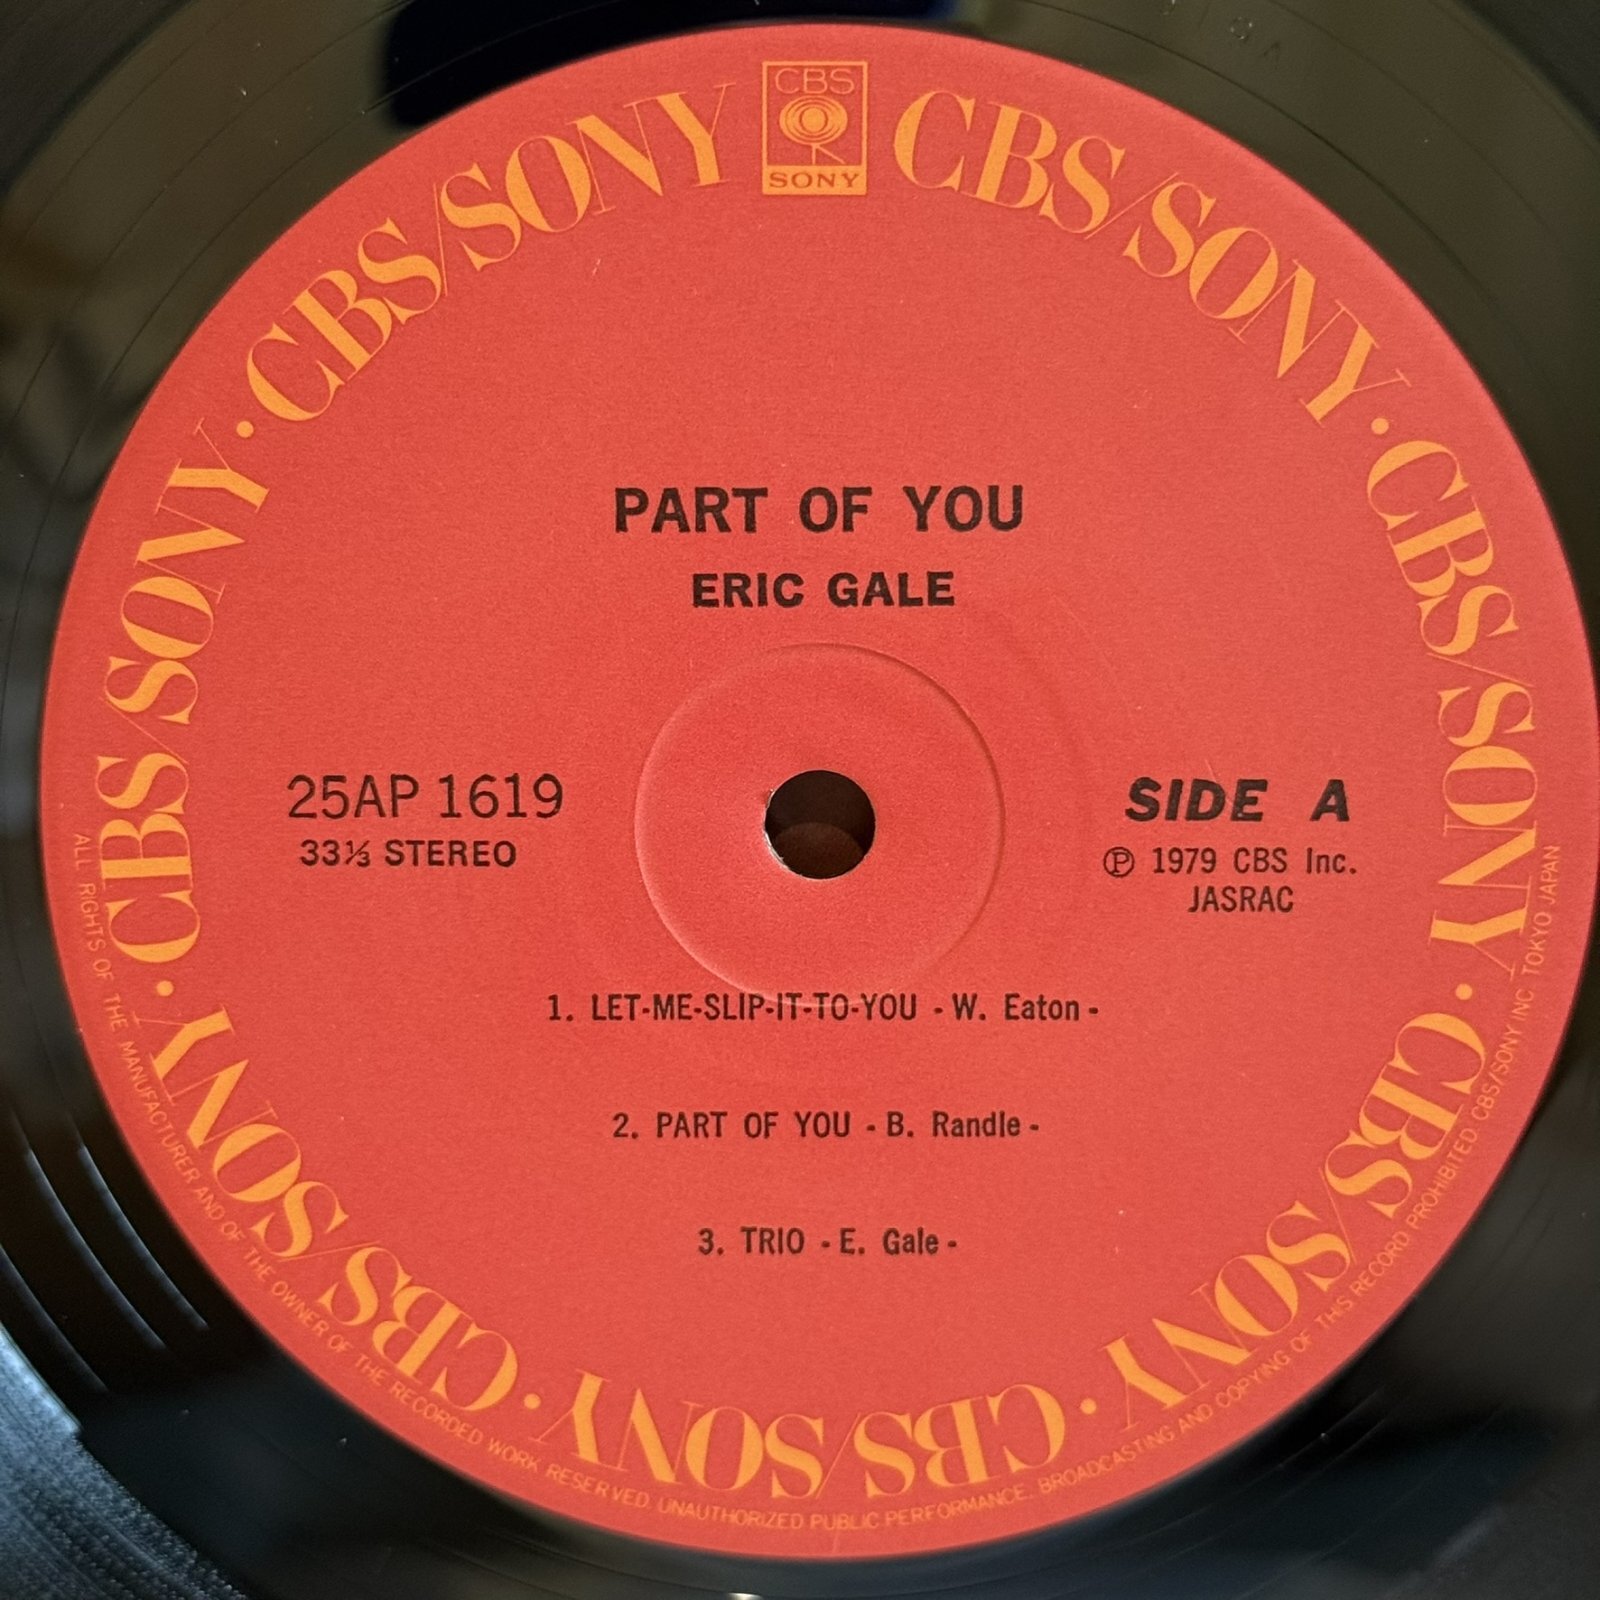 CBS
SONY
CBS/SONY · CBS/SONY · CBS/SONY · CBS/SONY · CBS/SONY · CBS/SONY · CBS/SONY
PART OF YOU
ERIC GALE
25AP 1619
33⅓ STEREO
SIDE A
Ⓟ 1979 CBS Inc.
JASRAC
1. LET-ME-SLIP-IT-TO-YOU - W. Eaton -
2. PART OF YOU - B. Randle -
3. TRIO - E. Gale -
ALL RIGHTS OF THE MANUFACTURER AND OF THE OWNER OF THE RECORDED WORK RESERVED. UNAUTHORIZED PUBLIC PERFORMANCE. BROADCASTING AND COPYING OF THIS RECORD PROHIBITED CBS/SONY INC TOKYO JAPAN